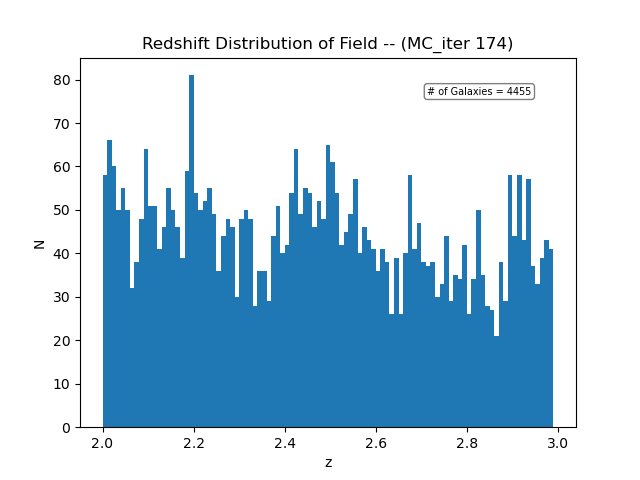 Redshift Distribution of Field -- (MC_iter 174)
# of Galaxies = 4455
80
70
60
50
40
30
20
10
0
N
2.0 2.2 2.4 2.6 2.8 3.0
z